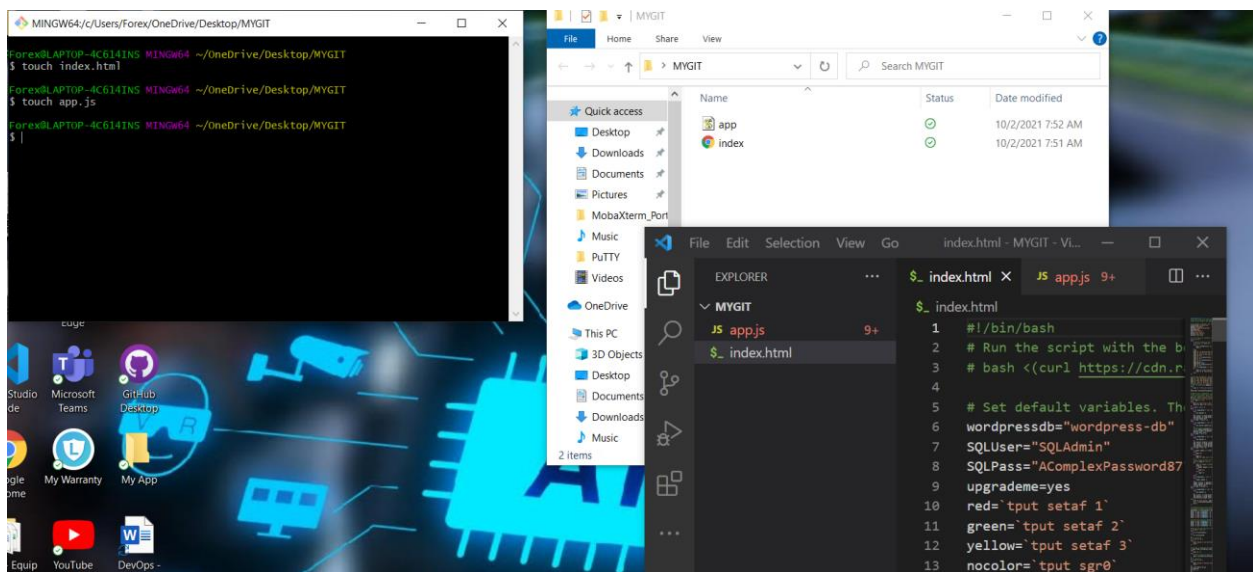 MINGW64:/c/Users/Forex/OneDrive/Desktop/MYGIT
Forex@LAPTOP-4C614INS MINGW64 ~/OneDrive/Desktop/MYGIT
$ touch index.html
Forex@LAPTOP-4C614INS MINGW64 ~/OneDrive/Desktop/MYGIT
$ touch app.js
Forex@LAPTOP-4C614INS MINGW64 ~/OneDrive/Desktop/MYGIT
$
MYGIT
File Home Share View
MYGIT
Search MYGIT
Name Status Date modified
app 10/2/2021 7:52 AM
index 10/2/2021 7:51 AM
Quick access
Desktop
Downloads
Documents
Pictures
MobaXterm_Port
Music
PuTTY
Videos
OneDrive
This PC
3D Objects
Desktop
Documents
Downloads
Music
2 items
File Edit Selection View Go index.html - MYGIT - Vi...
EXPLORER
MYGIT
JS app.js 9+
$_ index.html
$_ index.html JS app.js 9+
$_ index.html
1 #!/bin/bash
2 # Run the script with the b
3 # bash <(curl https://cdn.r
4
5 # Set default variables. Th
6 wordpressdb="wordpress-db"
7 SQLUser="SQLAdmin"
8 SQLPass="AComplexPassword87
9 upgrademe=yes
10 red=`tput setaf 1`
11 green=`tput setaf 2`
12 yellow=`tput setaf 3`
13 nocolor=`tput sgr0`
Edge
Studio
de
Microsoft
Teams
GitHub
Desktop
gle
ome
My Warranty
My App
Equip
YouTube
DevOps -
V R